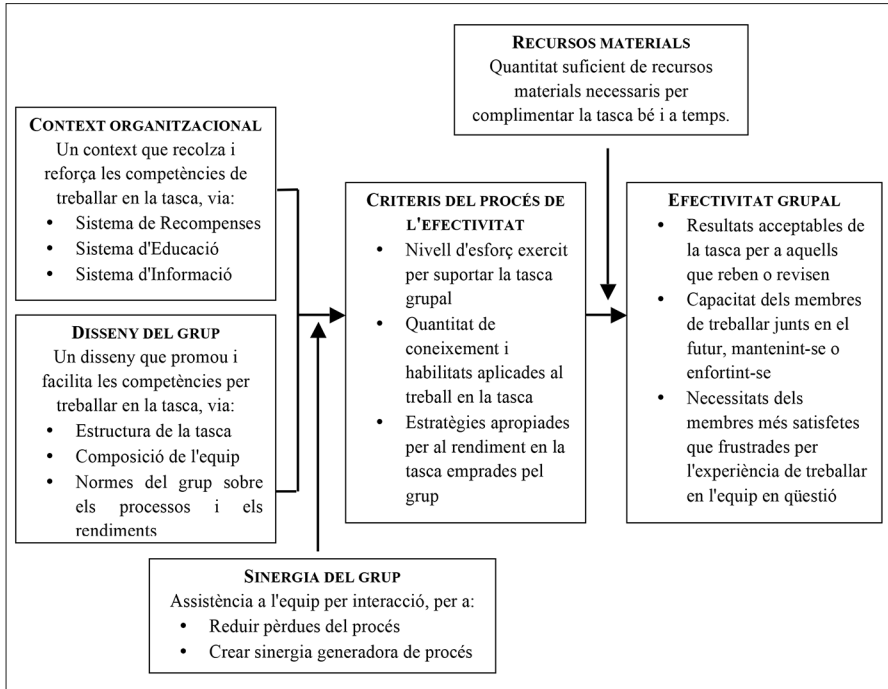 RECURSOS MATERIALS
Quantitat suficient de recursos
materials necessaris per
complimentar la tasca bé i a temps.
CONTEXT ORGANITZACIONAL
Un context que recolza i
reforça les competències de
treballar en la tasca, via:
• Sistema de Recompenses
• Sistema d'Educació
• Sistema d'Informació
DISSENY DEL GRUP
Un disseny que promou i
facilita les competències per
treballar en la tasca, via:
• Estructura de la tasca
• Composició de l'equip
• Normes del grup sobre
els processos i els
rendiments
CRITERIS DEL PROCÉS DE
L'EFECTIVITAT
• Nivell d'esforç exercit
per suportar la tasca
grupal
• Quantitat de
coneixement i
habilitats aplicades al
treball en la tasca
• Estratègies apropiades
per al rendiment en la
tasca emprades pel
grup
EFECTIVITAT GRUPAL
• Resultats acceptables de
la tasca per a aquells
que reben o revisen
• Capacitat dels membres
de treballar junts en el
futur, mantenint-se o
enfortint-se
• Necessitats dels
membres més satisfetes
que frustrades per
l'experiència de treballar
en l'equip en qüestió
SINERGIA DEL GRUP
Assistència a l'equip per interacció, per a:
• Reduir pèrdues del procés
• Crear sinergia generadora de procés